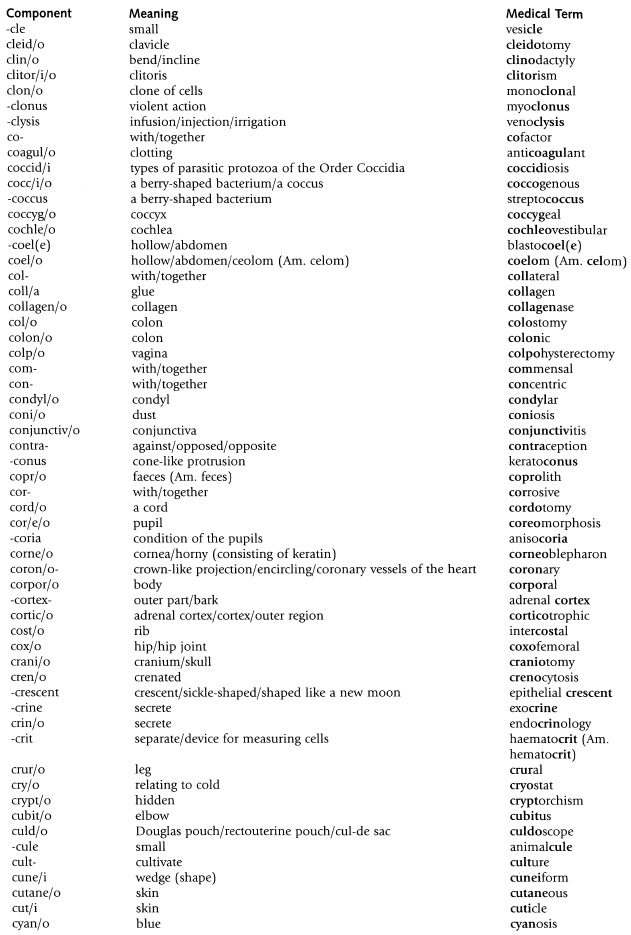 Component Meaning Medical Term
-cle small vesicle
cleid/o clavicle cleidotomy
clin/o bend/incline clinodactyly
clitor/i/o clitoris clitorism
clon/o clone of cells monoclonal
-clonus violent action myoclonus
-clysis infusion/injection/irrigation venoclysis
co- with/together cofactor
coagul/o clotting anticoagulant
coccid/i types of parasitic protozoa of the Order Coccidia coccidiosis
cocc/i/o a berry-shaped bacterium/a coccus coccogenous
-coccus a berry-shaped bacterium streptococcus
coccyg/o coccyx coccygeal
cochle/o cochlea cochleovestibular
-coel(e) hollow/abdomen blastocoel(e)
coel/o hollow/abdomen/ceolom (Am. celom) coelom (Am. celom)
col- with/together collateral
coll/a glue collagen
collagen/o collagen collagenase
col/o colon colostomy
colon/o colon colonic
colp/o vagina colpohysterectomy
com- with/together commensal
con- with/together concentric
condyl/o condyl condylar
coni/o dust coniosis
conjunctiv/o conjunctiva conjunctivitis
contra- against/opposed/opposite contraception
-conus cone-like protrusion keratoconus
copr/o faeces (Am. feces) coprolith
cor- with/together corrosive
cord/o a cord cordotomy
cor/e/o pupil coreomorphosis
-coria condition of the pupils anisocoria
corne/o cornea/horny (consisting of keratin) corneoblepharon
coron/o- crown-like projection/encircling/coronary vessels of the heart coronary
corpor/o body corporal
-cortex- outer part/bark adrenal cortex
cortic/o adrenal cortex/cortex/outer region corticotrophic
cost/o rib intercostal
cox/o hip/hip joint coxofemoral
crani/o cranium/skull craniotomy
cren/o crenated crenocytosis
-crescent crescent/sickle-shaped/shaped like a new moon epithelial crescent
-crine secrete exocrine
crin/o secrete endocrinology
-crit separate/device for measuring cells haematocrit (Am.
hematocrit)
crur/o leg crural
cry/o relating to cold cryostat
crypt/o hidden cryptorchism
cubit/o elbow cubitus
culd/o Douglas pouch/rectouterine pouch/cul-de sac culdoscope
-cule small animalcule
cult- cultivate culture
cune/i wedge (shape) cuneiform
cutane/o skin cutaneous
cut/i skin cuticle
cyan/o blue cyanosis